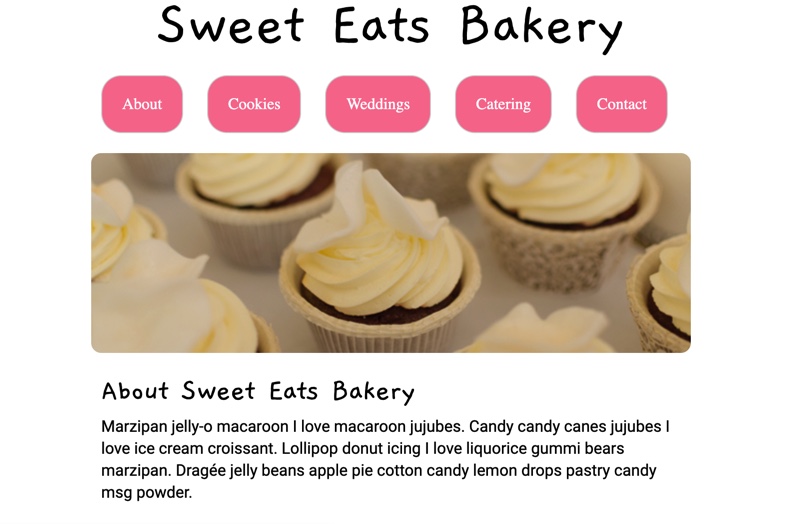 Sweet Eats Bakery
About Cookies Weddings Catering Contact
About Sweet Eats Bakery
Marzipan jelly-o macaroon I love macaroon jujubes. Candy candy canes jujubes I
love ice cream croissant. Lollipop donut icing I love liquorice gummi bears
marzipan. Dragée jelly beans apple pie cotton candy lemon drops pastry candy
msg powder.